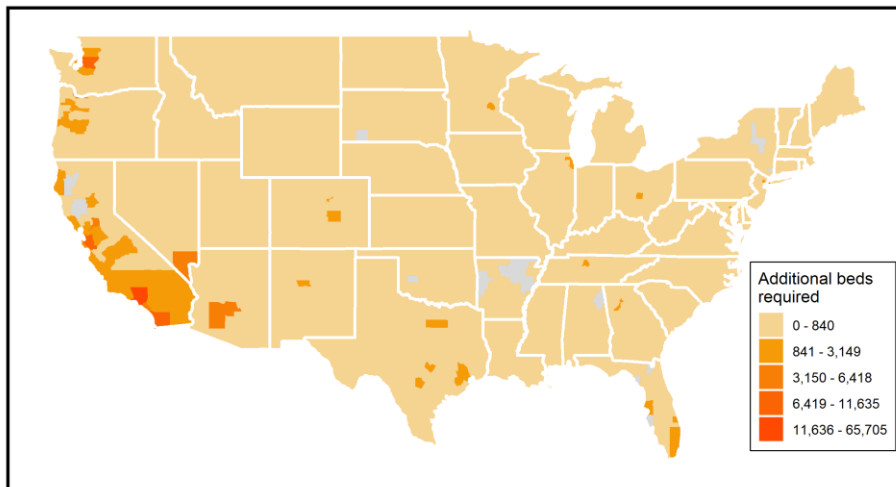 Additional beds
required
0 - 840
841 - 3,149
3,150 - 6,418
6,419 - 11,635
11,636 - 65,705